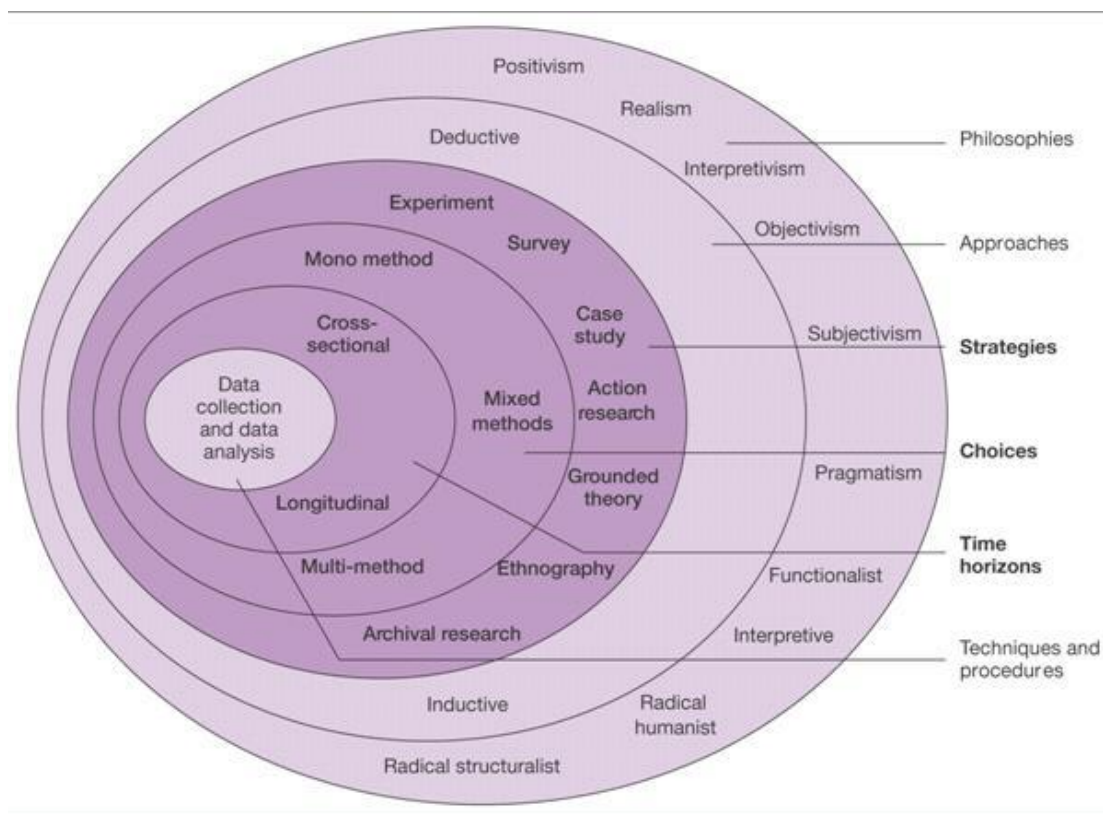 Positivism
Realism
Philosophies
Deductive
Interpretivism
Experiment
Objectivism
Survey
Approaches
Mono method
Case
study
Cross-
sectional
Subjectivism
Strategies
Data
collection
and data
analysis
Mixed
methods
Action
research
Choices
Pragmatism
Grounded
theory
Longitudinal
Time
horizons
Multi-method
Ethnography
Functionalist
Archival research
Interpretive
Techniques and
procedures
Inductive
Radical
humanist
Radical structuralist